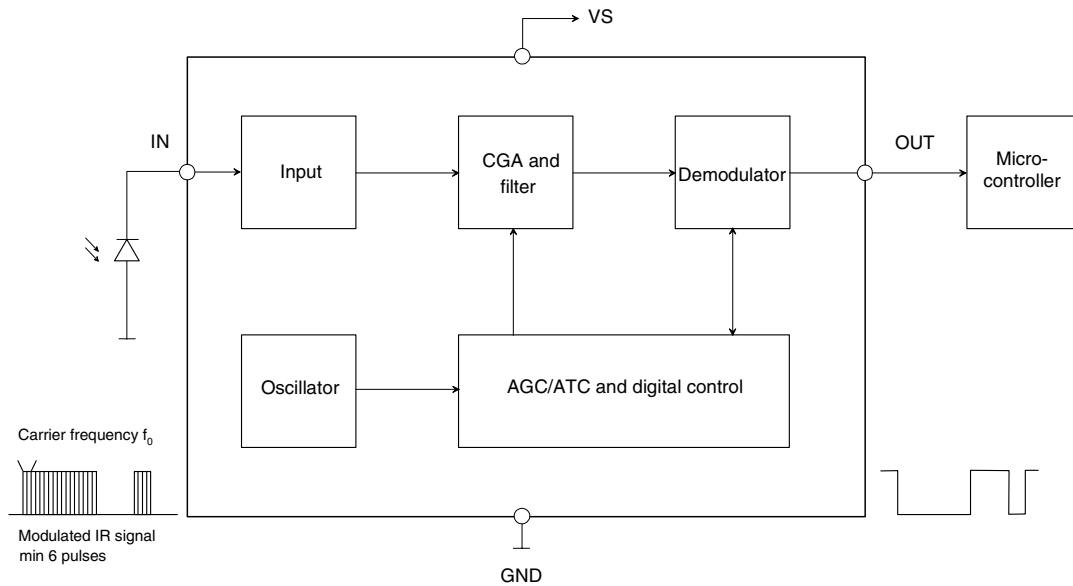 VS
IN
Input
CGA and
filter
Demodulator
OUT
Micro-
controller
Oscillator
AGC/ATC and digital control
Carrier frequency f₀
Modulated IR signal
min 6 pulses
GND